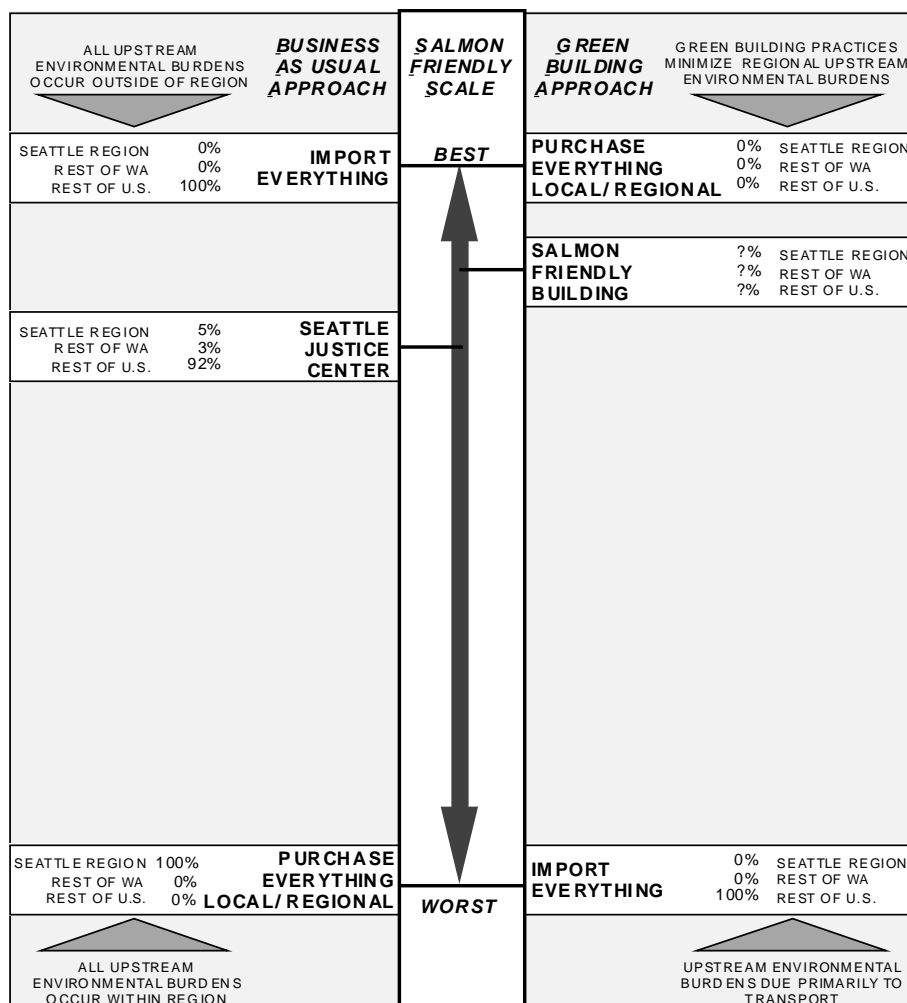 ALL UPSTREAM
ENVIRONMENTAL BURDENS
OCCUR OUTSIDE OF REGION
BUSINESS
AS USUAL
APPROACH
SALMON
FRIENDLY
SCALE
GREEN
BUILDING
APPROACH
GREEN BUILDING PRACTICES
MINIMIZE REGIONAL UPSTREAM
ENVIRONMENTAL BURDENS
SEATTLE REGION 0%
REST OF WA 0%
REST OF U.S. 100%
IMPORT
EVERYTHING
BEST
PURCHASE
EVERYTHING
LOCAL/REGIONAL
0% SEATTLE REGION
0% REST OF WA
0% REST OF U.S.
SALMON
FRIENDLY
BUILDING
?% SEATTLE REGION
?% REST OF WA
?% REST OF U.S.
SEATTLE REGION 5%
REST OF WA 3%
REST OF U.S. 92%
SEATTLE
JUSTICE
CENTER
SEATTLE REGION 100%
REST OF WA 0%
REST OF U.S. 0%
PURCHASE
EVERYTHING
LOCAL/REGIONAL
WORST
IMPORT
EVERYTHING
0% SEATTLE REGION
0% REST OF WA
100% REST OF U.S.
ALL UPSTREAM
ENVIRONMENTAL BURDENS
OCCUR WITHIN REGION
UPSTREAM ENVIRONMENTAL
BURDENS DUE PRIMARILY TO
TRANSPORT